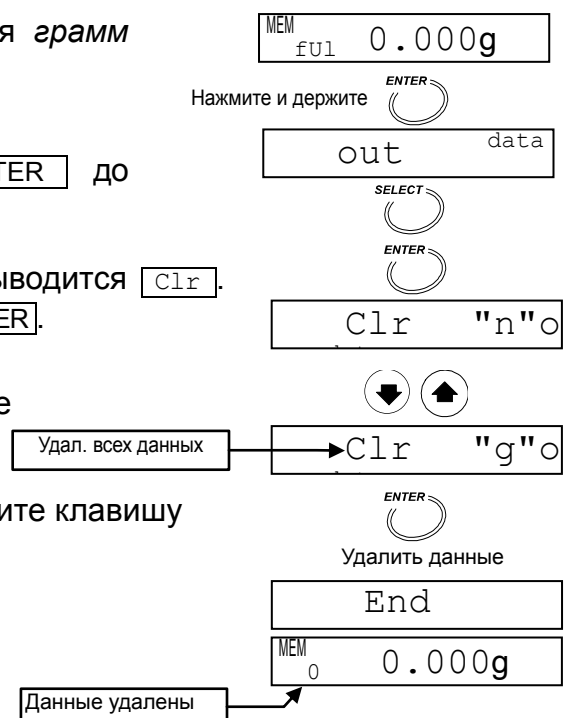 я грамм
MEM fUl 0.000g
ENTER
Нажмите и держите
out data
TER до
SELECT
ENTER
ыводится Clr .
ER.
Clr "n"o
е
Удал. всех данных
Clr "g"o
ите клавишу
ENTER
Удалить данные
End
MEM 0 0.000g
Данные удалены